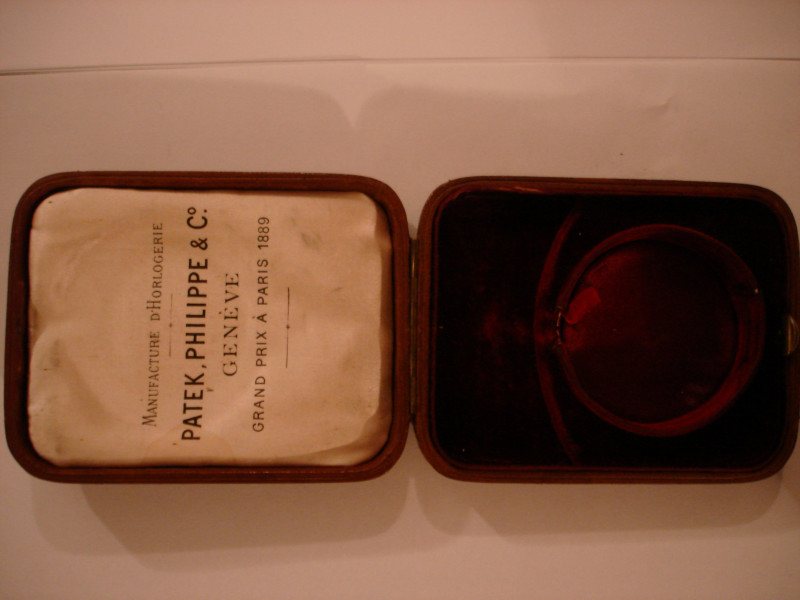 MANUFACTURE D'HORLOGERIE
PATEK, PHILIPPE & Cº
GENÈVE
GRAND PRIX À PARIS 1889